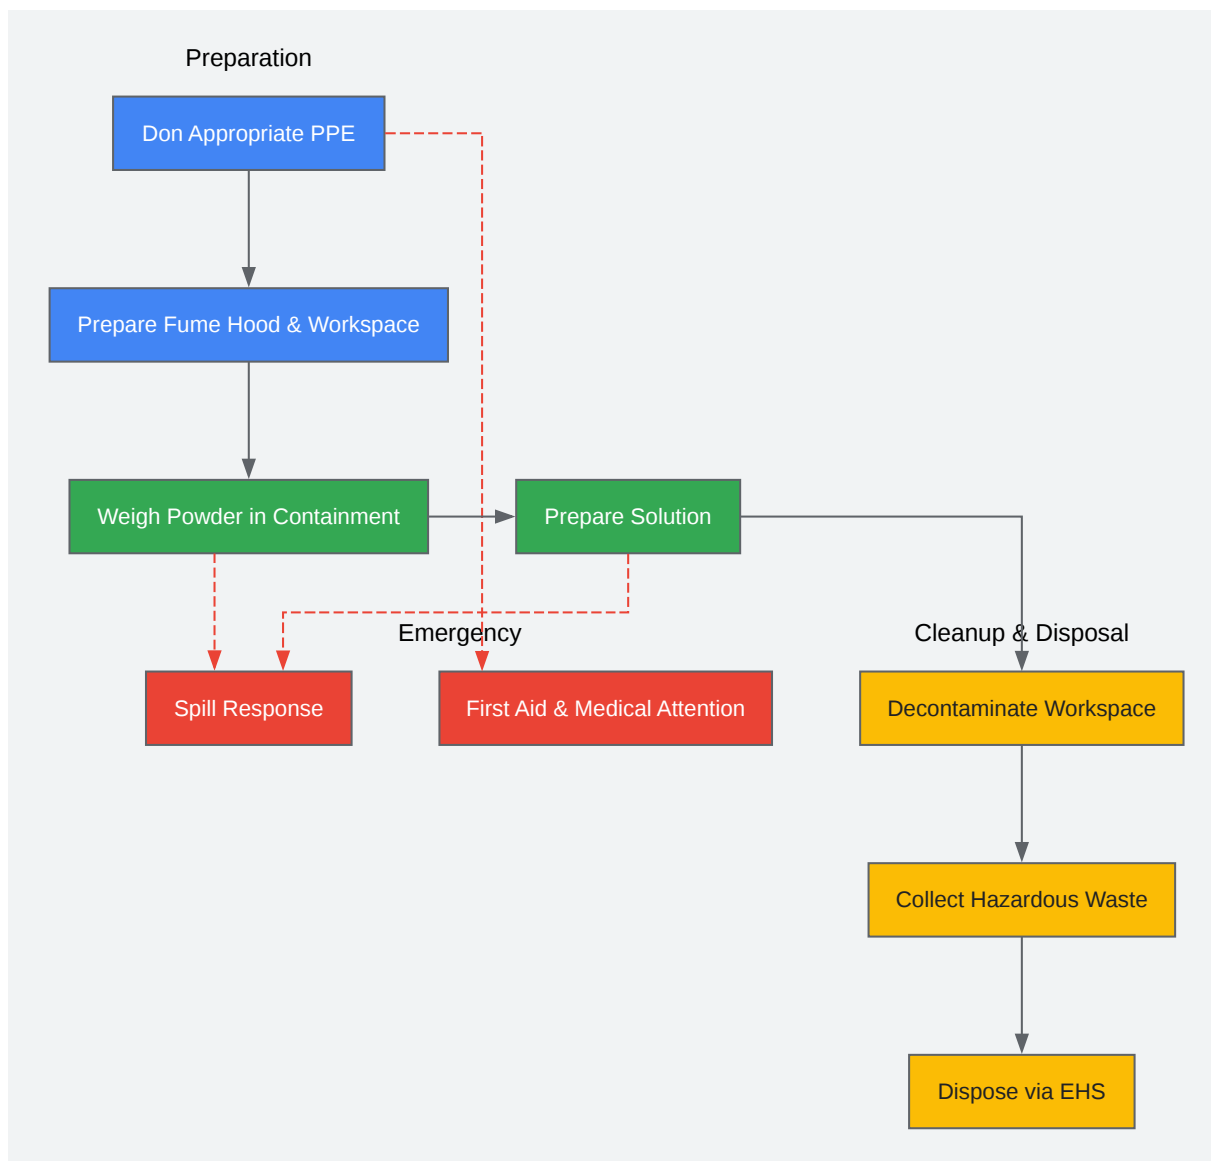 Preparation
Don Appropriate PPE
Prepare Fume Hood & Workspace
Weigh Powder in Containment
Prepare Solution
Emergency
Cleanup & Disposal
Spill Response
First Aid & Medical Attention
Decontaminate Workspace
Collect Hazardous Waste
Dispose via EHS